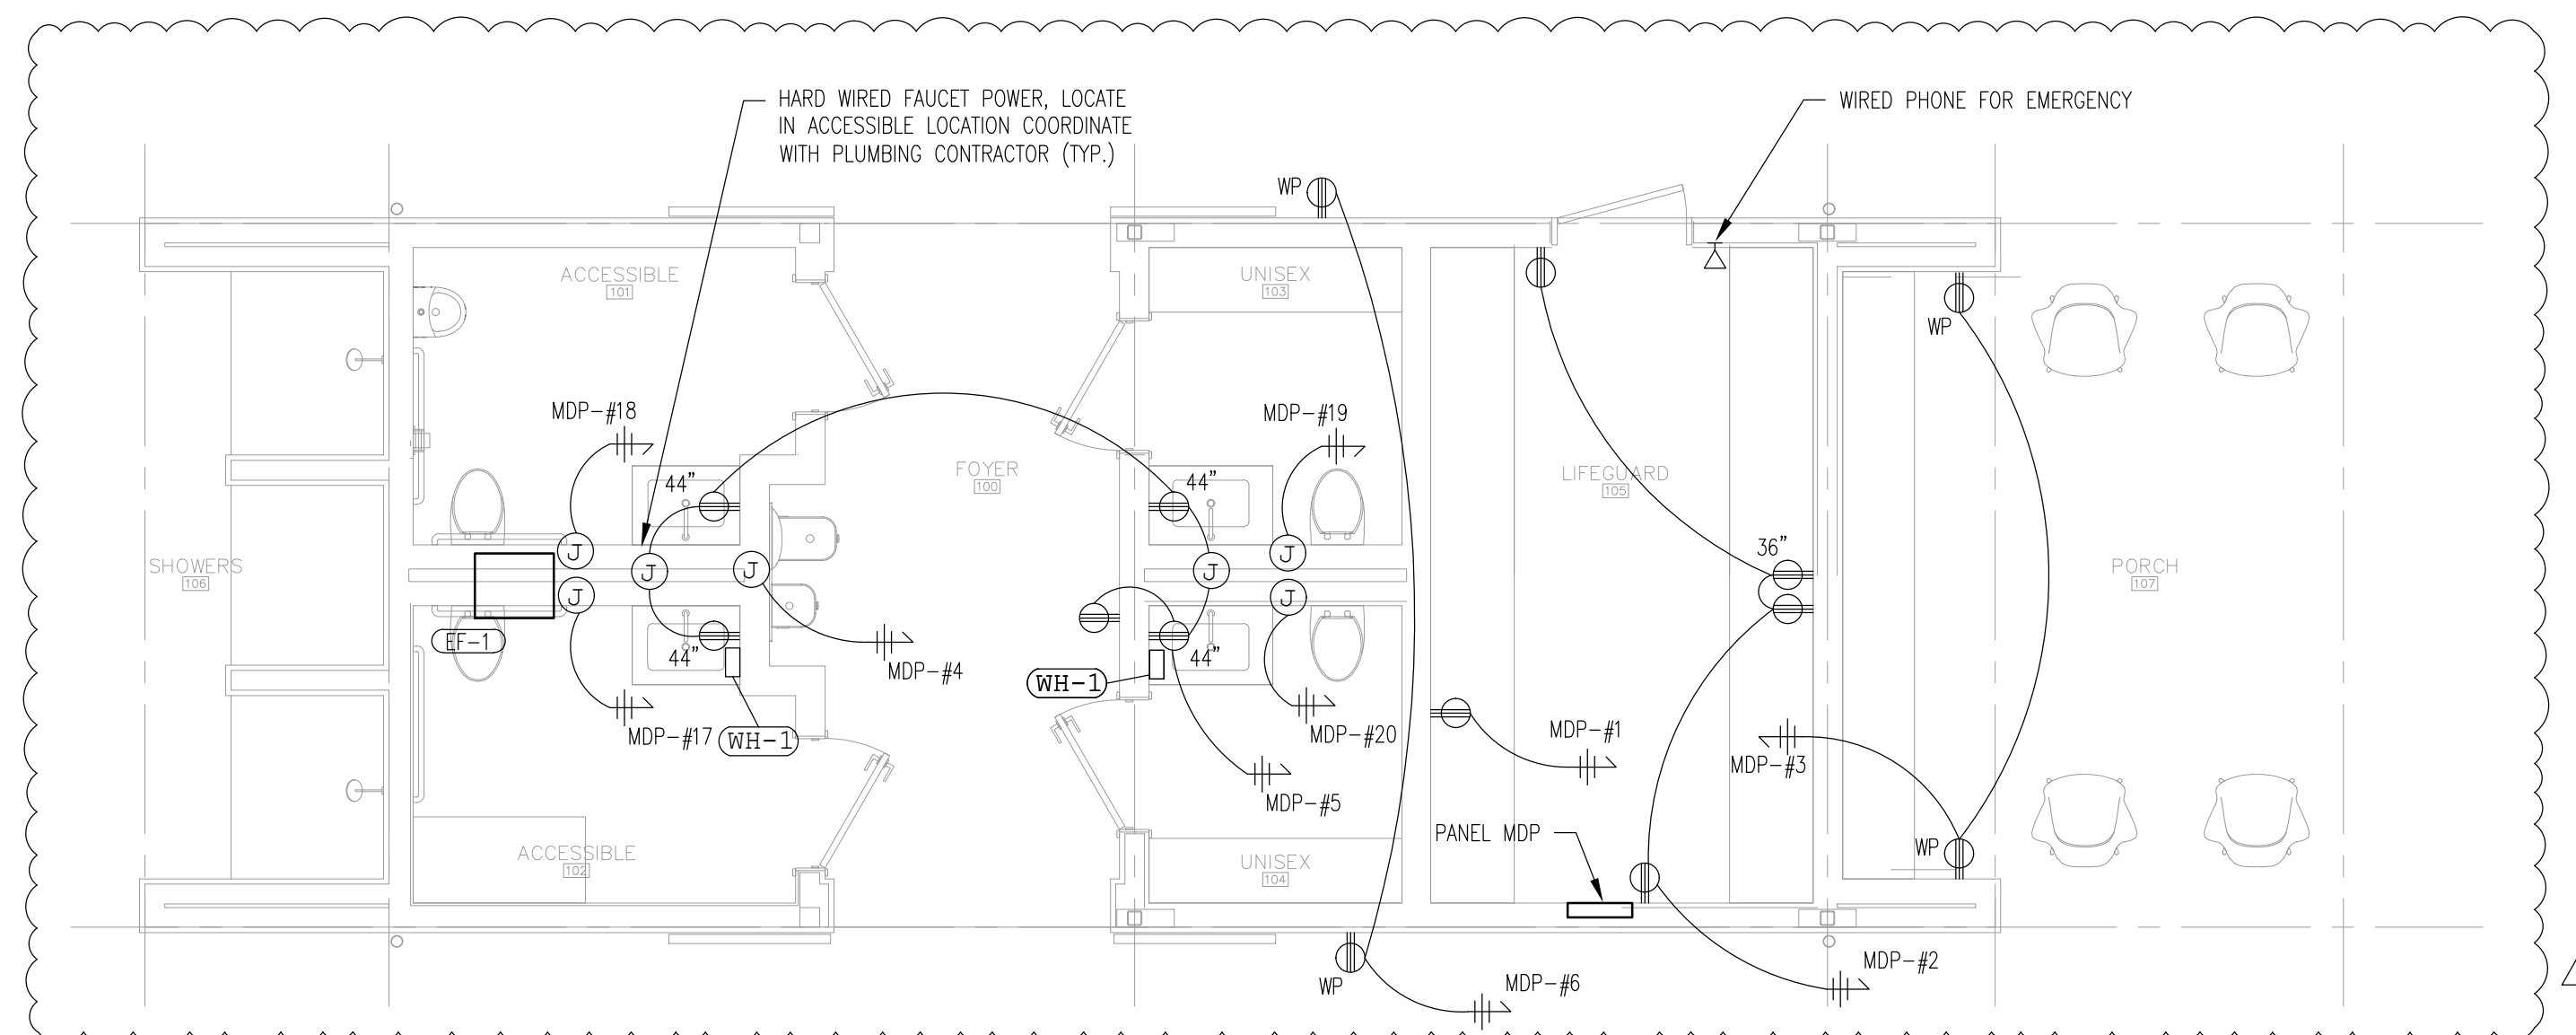 HARD WIRED FAUCET POWER, LOCATE
IN ACCESSIBLE LOCATION COORDINATE
WITH PLUMBING CONTRACTOR (TYP.)
WIRED PHONE FOR EMERGENCY
WP
ACCESSIBLE
101
UNISEX
103
WP
MDP-#18
MDP-#19
44"
FOYER
100
44"
LIFEGUARD
105
36"
SHOWERS
106
J
J
J
J
J
J
J
J
PORCH
107
EF-1
44"
MDP-#4
44"
WH-1
MDP-#17
WH-1
MDP-#20
MDP-#1
MDP-#3
MDP-#5
PANEL MDP
ACCESSIBLE
102
UNISEX
104
WP
WP
MDP-#6
MDP-#2